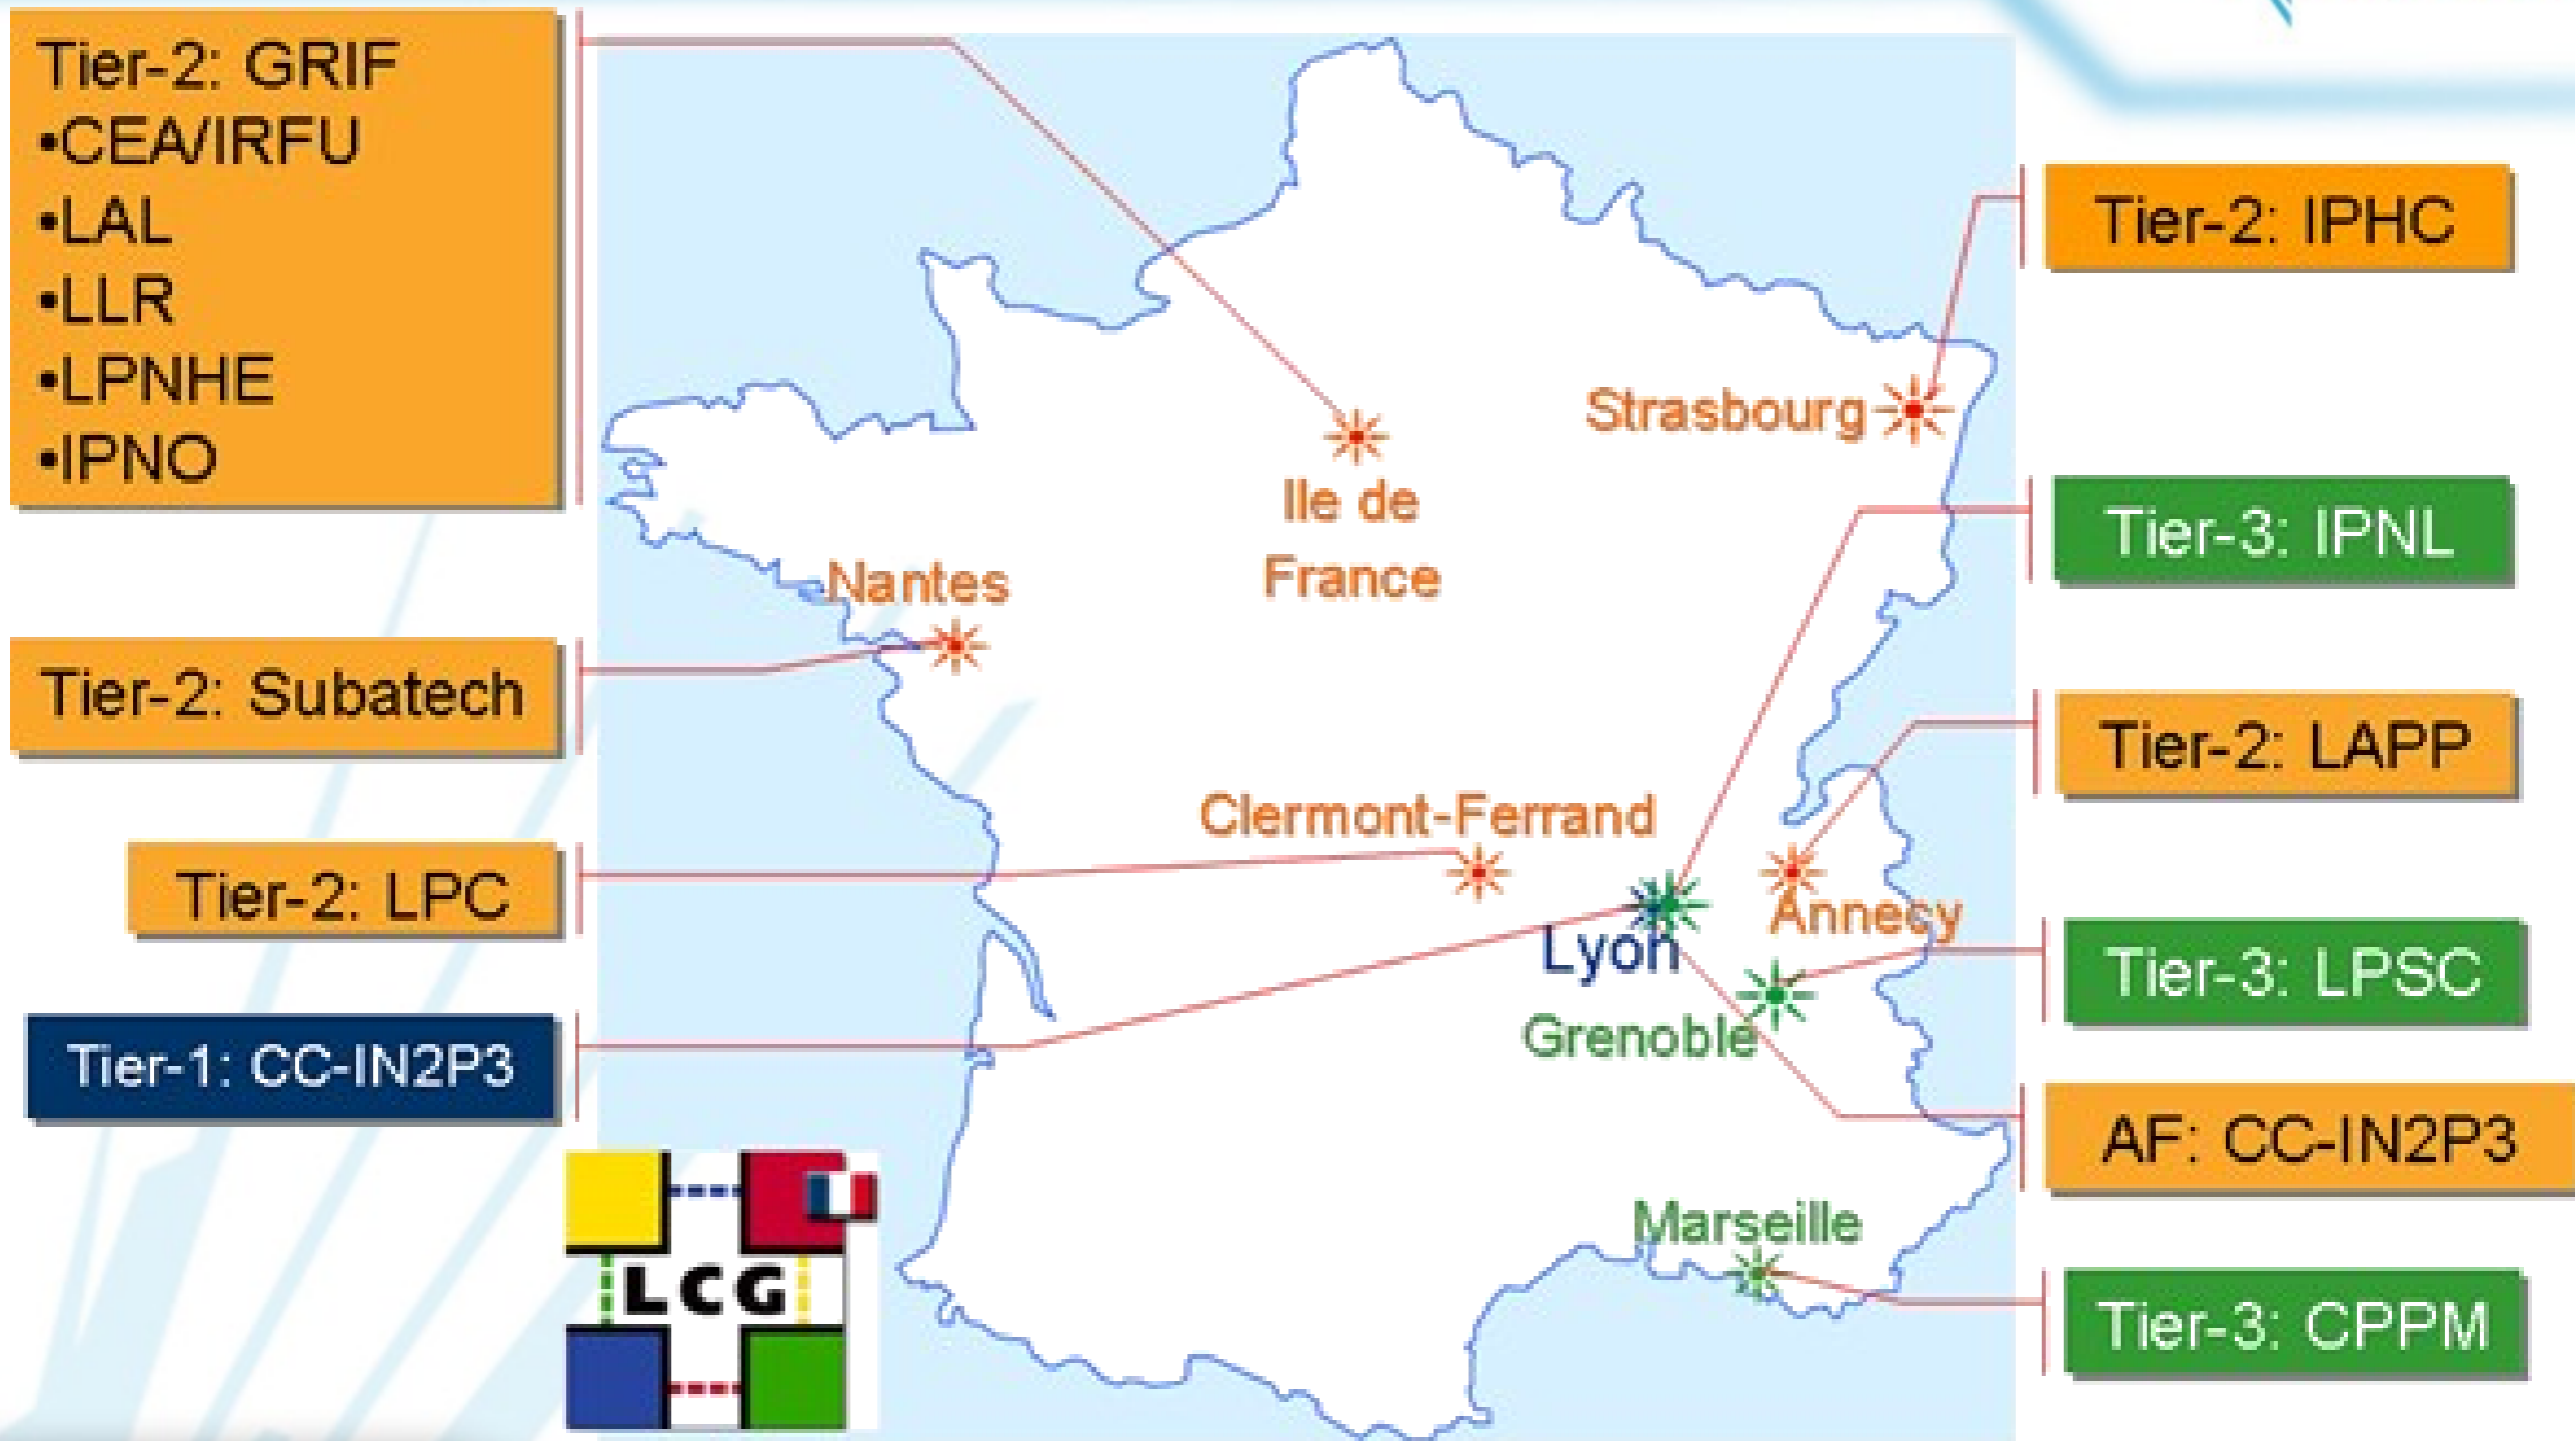 Tier-2: GRIF
•CEA/IRFU
•LAL
•LLR
•LPNHE
•IPNO
Tier-2: Subatech
Tier-2: LPC
Tier-1: CC-IN2P3
Strasbourg
Ile de
France
Nantes
Clermont-Ferrand
Lyon
Annecy
Grenoble
Marseille
LCG
Tier-2: IPHC
Tier-3: IPNL
Tier-2: LAPP
Tier-3: LPSC
AF: CC-IN2P3
Tier-3: CPPM